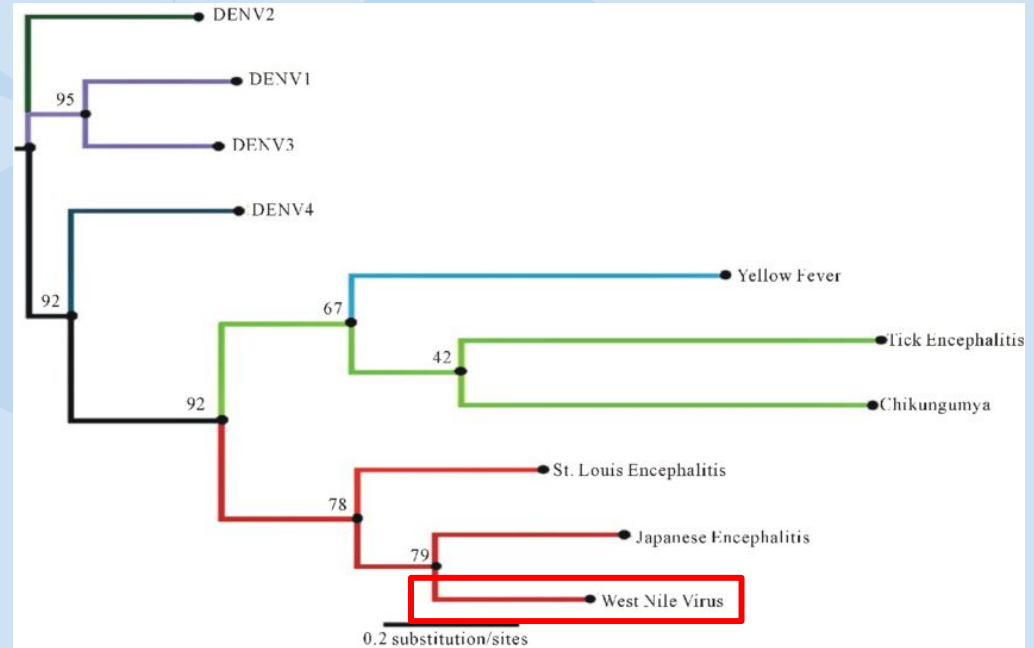 DENV2
DENV1
95
DENV3
DENV4
Yellow Fever
92
67
Tick Encephalitis
42
Chikungumya
92
St. Louis Encephalitis
78
Japanese Encephalitis
79
West Nile Virus
0.2 substitution/sites